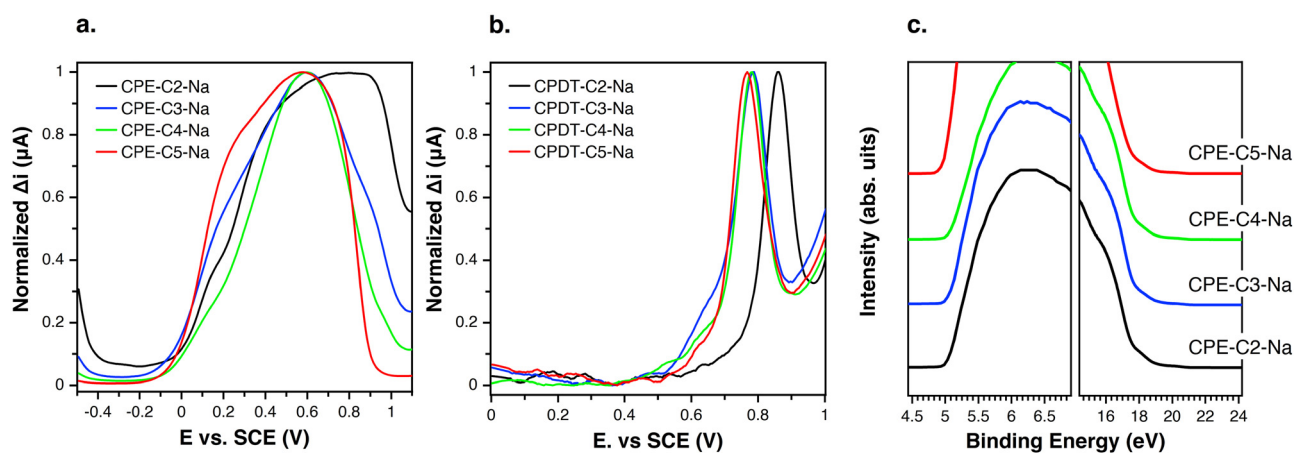 a.
Normalized Δi (μA)
1
0.8
0.6
0.4
0.2
0
CPE-C2-Na
CPE-C3-Na
CPE-C4-Na
CPE-C5-Na
-0.4 -0.2 0 0.2 0.4 0.6 0.8 1
E vs. SCE (V)
b.
Normalized Δi (μA)
1
0.8
0.6
0.4
0.2
0
CPDT-C2-Na
CPDT-C3-Na
CPDT-C4-Na
CPDT-C5-Na
0 0.2 0.4 0.6 0.8 1
E. vs SCE (V)
c.
Intensity (abs. uits)
CPE-C5-Na
CPE-C4-Na
CPE-C3-Na
CPE-C2-Na
4.5 5 5.5 6 6.5 16 18 20 22 24
Binding Energy (eV)